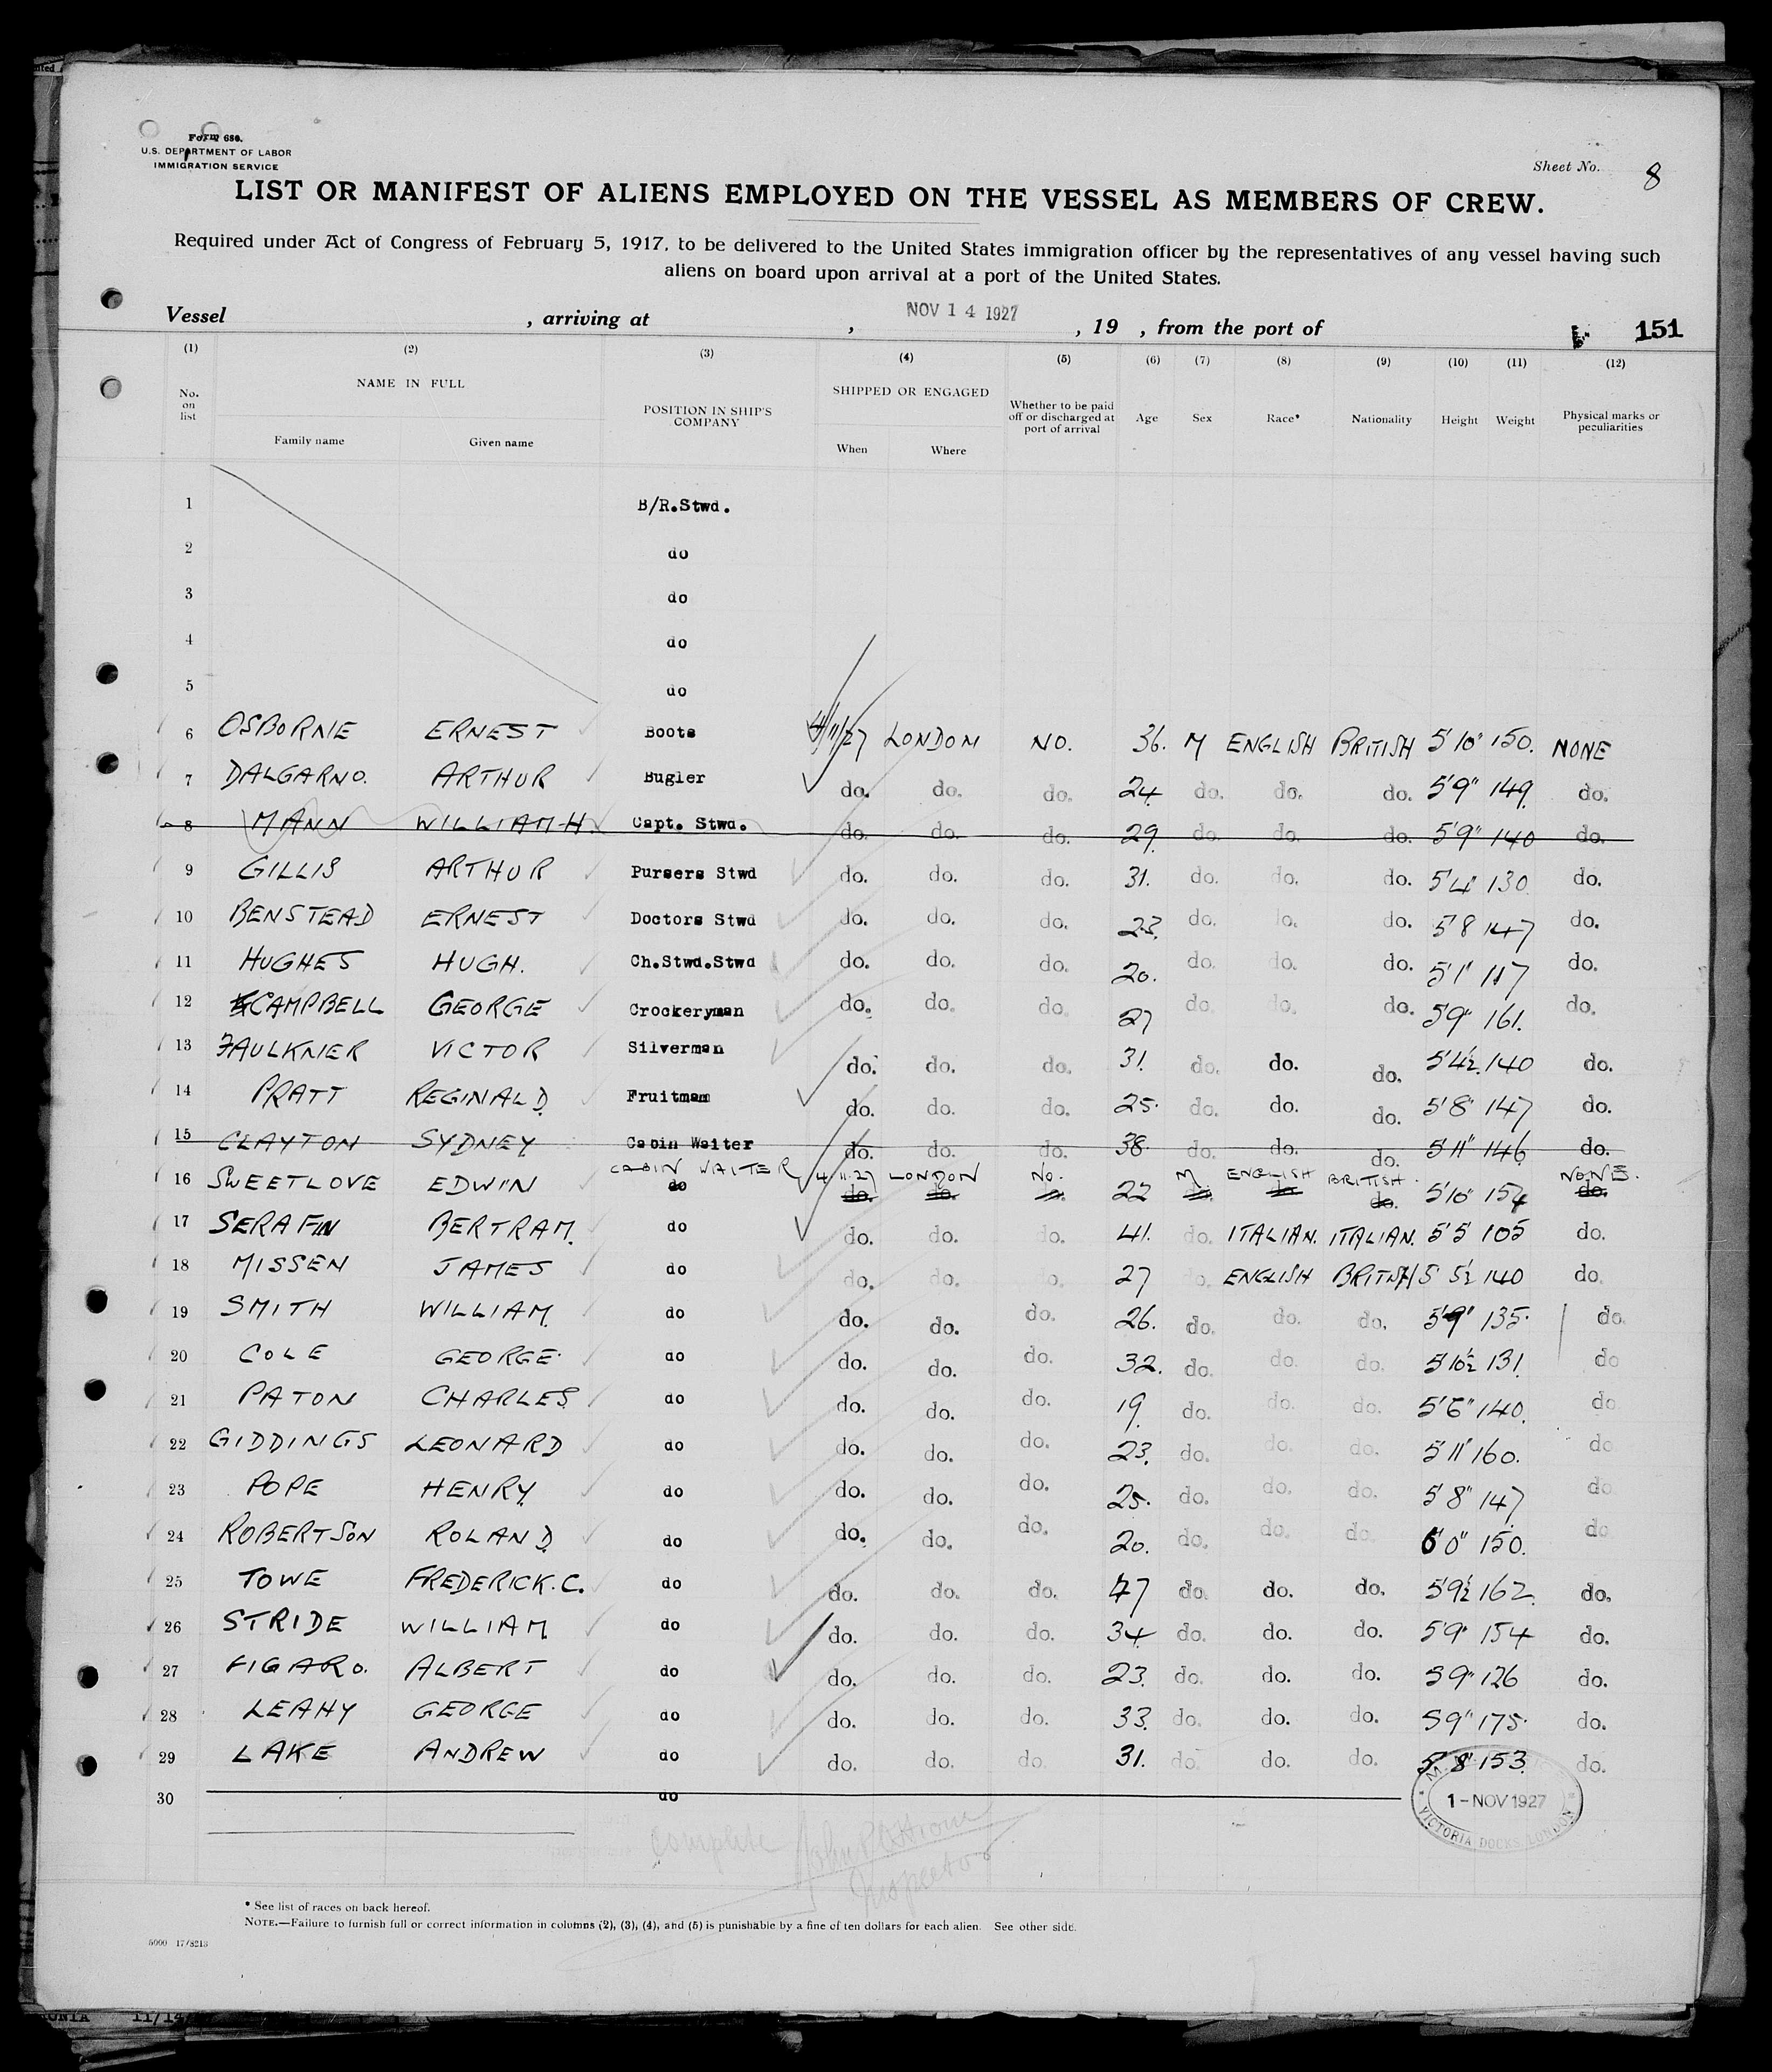 Form 680.
U.S. DEPARTMENT OF LABOR
IMMIGRATION SERVICE
Sheet No. 8
LIST OR MANIFEST OF ALIENS EMPLOYED ON THE VESSEL AS MEMBERS OF CREW.
Required under Act of Congress of February 5, 1917, to be delivered to the United States immigration officer by the representatives of any vessel having such
aliens on board upon arrival at a port of the United States.
Vessel , arriving at , NOV 14 1927 , 19 , from the port of 151
(1) (2) (3) (4) (5) (6) (7) (8) (9) (10) (11) (12)
No. on list NAME IN FULL Family name Given name POSITION IN SHIP'S COMPANY SHIPPED OR ENGAGED When Where Whether to be paid off or discharged at port of arrival Age Sex Race* Nationality Height Weight Physical marks or peculiarities
1 B/R.Stwd.
2 do
3 do
4 do
5 do
6 OSBORNE ERNEST Boots 4/11/27 LONDON NO. 36. M ENGLISH BRITISH 5'10" 150. NONE
7 DALGARNO. ARTHUR Bugler do. do. do. 24 do. do. do. 5'9" 149. do.
8 MANN WILLIAM H Capt. Stwd. do. do. do. 29. do. do. do. 5'9" 140 do.
9 GILLIS ARTHUR Pursers Stwd do. do. do. 31. do. do. do. 5'4" 130. do.
10 BENSTEAD ERNEST Doctors Stwd do. do. do. 23. do. do. do. 5'8 147 do.
11 HUGHES HUGH. Ch.Stwd.Stwd do. do. do. 20. do. do. do. 5'1" 117 do.
12 CAMPBELL GEORGE Crockeryman do. do. do. 27 do. do. do. 5'9" 161. do.
13 FAULKNER VICTOR Silverman do. do. do. 31. do. do. do. 5'4½. 140 do.
14 PRATT REGINALD. Fruitman do. do. do. 25. do. do. do. 5'8" 147 do.
15 CLAYTON SYDNEY Cabin Waiter do. do. do. 38. do. do. do. 5'11" 146 do.
CABIN WAITER 4.11.27 LONDON NO. M ENGLISH BRITISH. NONE.
16 SWEETLOVE EDWIN do do. do. 22 do. 5'10" 154 do.
17 SERAFIN BERTRAM. do do. do. do. 41. do. ITALIAN. ITALIAN. 5'5 105 do.
18 MISSEN JAMES do do. do. do. 27 do. ENGLISH BRITISH 5 5½ 140 do.
19 SMITH WILLIAM. do do. do. do. 26. do. do. do. 5'9" 135. do.
20 COLE GEORGE. do do. do. do. 32. do. do. do. 5'10½ 131. do
21 PATON CHARLES. do do. do. do. 19. do. do. do. 5'6" 140. do
22 GIDDINGS LEONARD do do. do. do. 23. do. do. do. 5'11" 160. do
23 POPE HENRY. do do. do. do. 25. do. do. do. 5'8" 147 do
24 ROBERTSON ROLAND. do do. do. do. 20. do. do. do. 6'0" 150. do
25 TOWE FREDERICK.C. do do. do. do. 47 do. do. do. 5'9½ 162. do.
26 STRIDE WILLIAM. do do. do. do. 34 do. do. do. 5'9" 154 do.
27 FIGARO. ALBERT do do. do. do. 23. do. do. do. 5 9" 126 do.
28 LEAHY GEORGE do do. do. do. 33. do. do. do. 5 9" 175. do.
29 LAKE ANDREW do do. do. do. 31. do. do. do. 5' 8" 153. do.
30 do
1-NOV 1927
VICTORIA DOCKS LONDON
complete
Inspector
* See list of races on back hereof.
NOTE.—Failure to furnish full or correct information in columns (2), (3), (4), and (5) is punishable by a fine of ten dollars for each alien. See other side.
5000 17/8213
11/14/